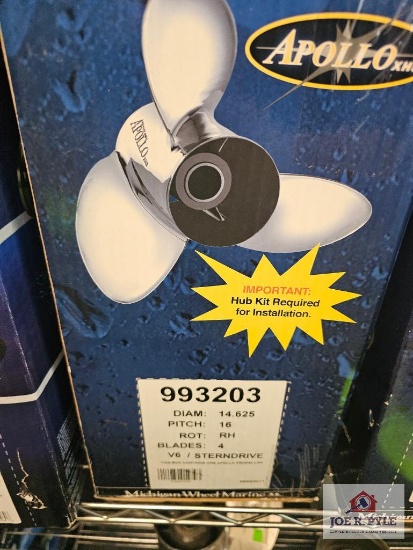 APOLLO XHS
APOLLO
IMPORTANT:
Hub Kit Required
for Installation.
993203
DIAM: 14.625
PITCH: 16
ROT: RH
BLADES: 4
V6 / STERNDRIVE
Michigan Wheel Marine
JOE R. PYLE